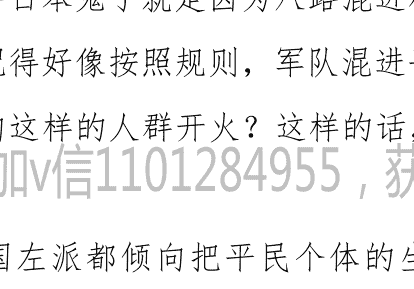 日本鬼子就是因为八路混进
得好像按照规则，军队混进
这样的人群开火？这样的话，
加v信1101284955，获
国左派都倾向把平民个体的生